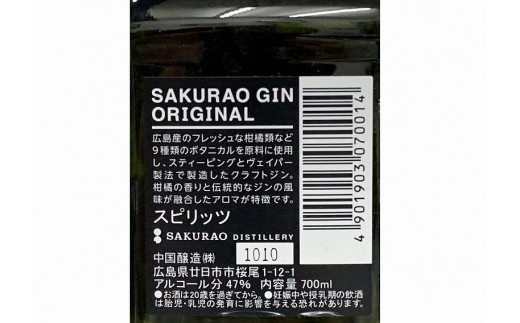 SAKURAO GIN
ORIGINAL
広島産のフレッシュな柑橘類など
9種類のボタニカルを原料に使用
し、スティーピングとヴェイパー
製法で製造したクラフトジン。
柑橘の香りと伝統的なジンの風
味が融合したアロマが特徴です。
スピリッツ
SAKURAO DISTILLERY
中国醸造㈱ 1010
広島県廿日市市桜尾1-12-1
アルコール分 47% 内容量 700ml
●お酒は20歳を過ぎてから。●妊娠中や授乳期の飲酒
は胎児・乳児の発育に影響を与える恐れがあります。
4901903070014